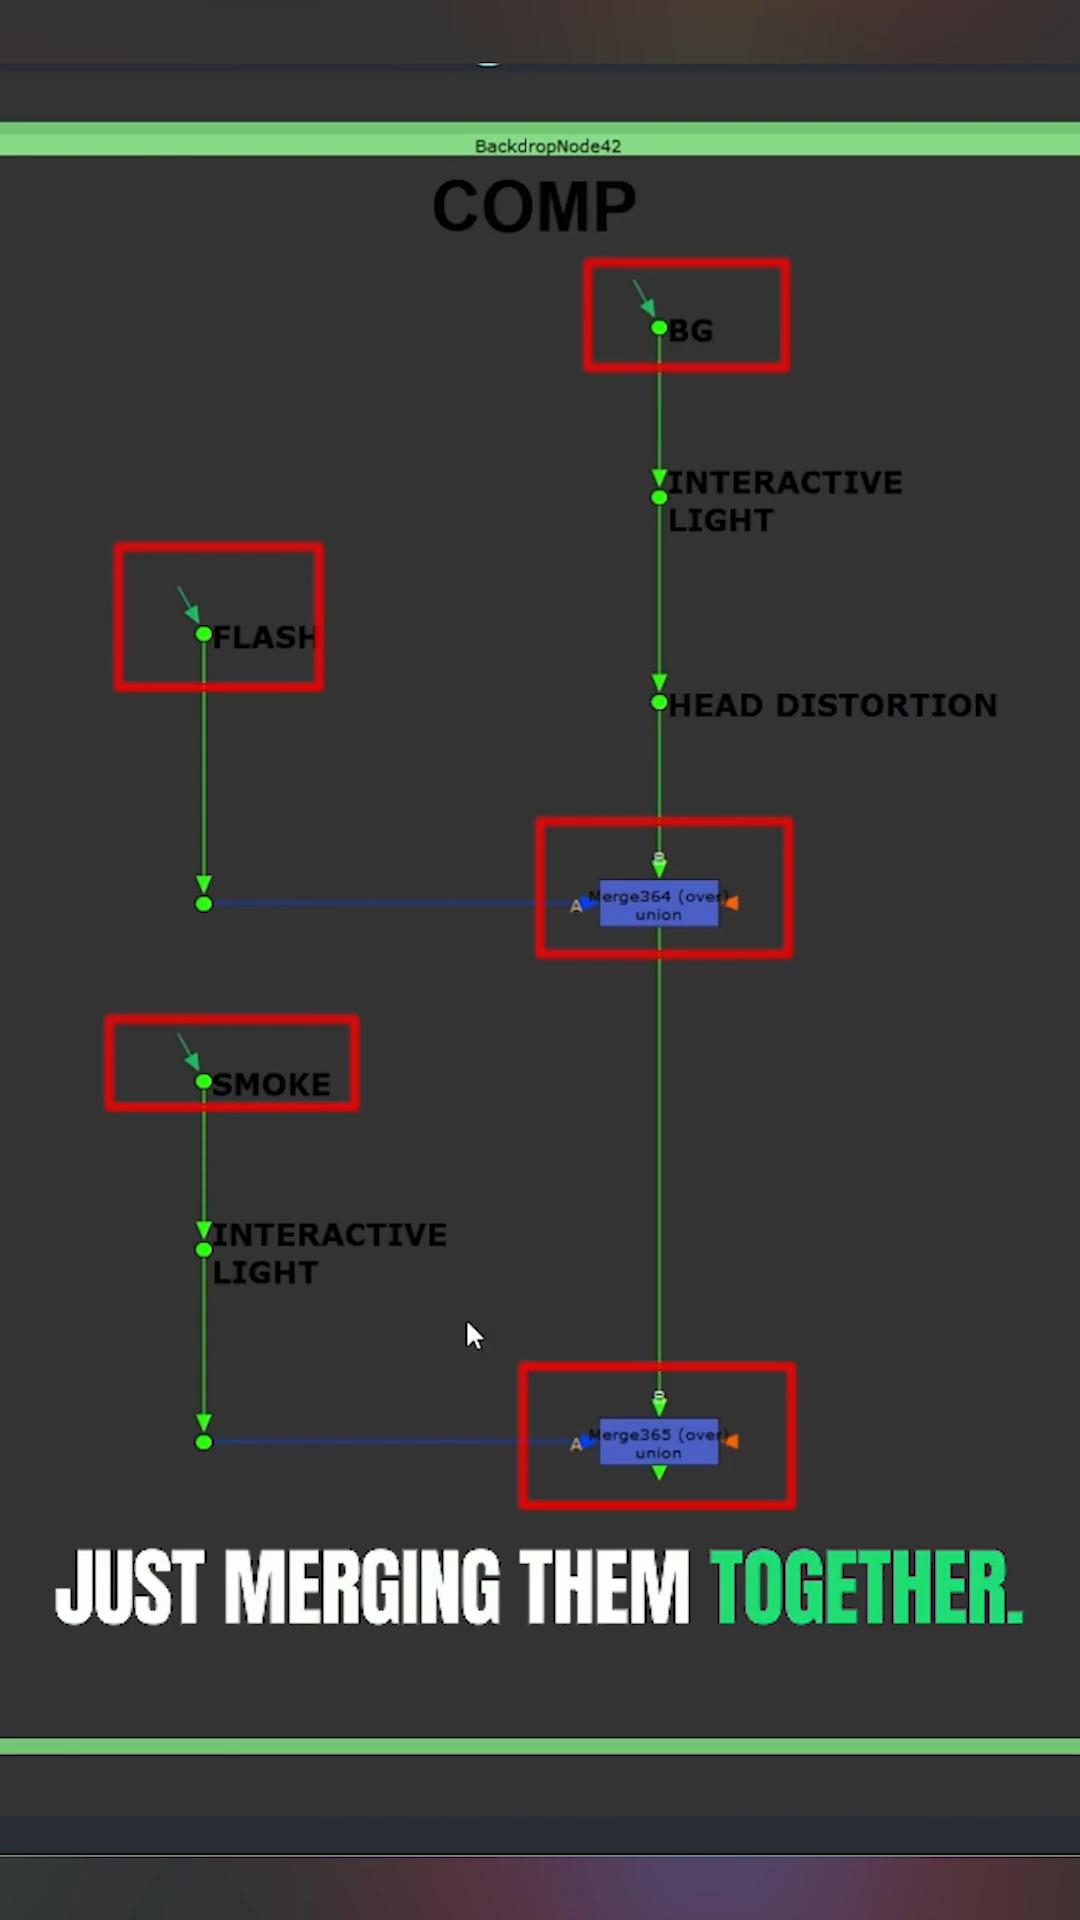 BackdropNode42
COMP
BG
INTERACTIVE
LIGHT
FLASH
HEAD DISTORTION
B
A
Merge364 (over)
union
SMOKE
INTERACTIVE
LIGHT
B
A
Merge365 (over)
union
JUST MERGING THEM TOGETHER.